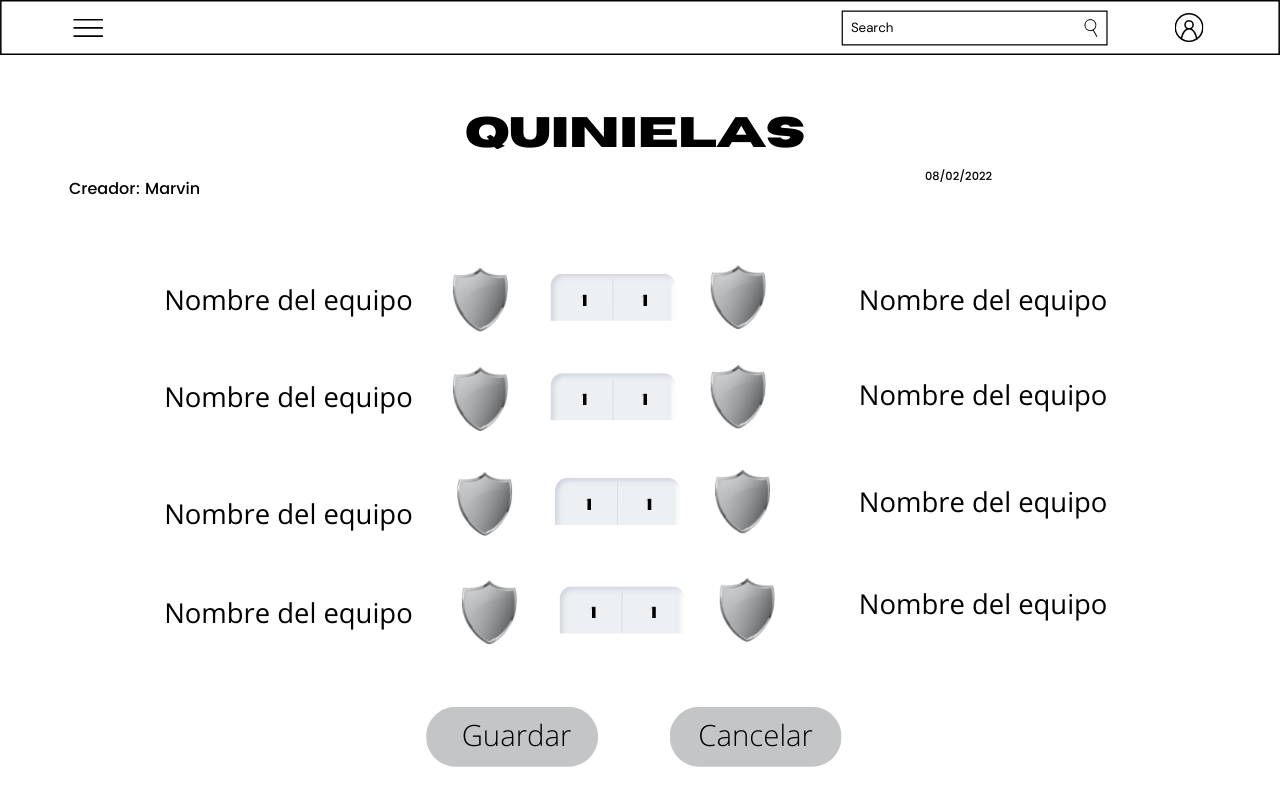 Search
QUINIELAS
Creador: Marvin
08/02/2022
Nombre del equipo I I Nombre del equipo
Nombre del equipo I I Nombre del equipo
Nombre del equipo I I Nombre del equipo
Nombre del equipo I I Nombre del equipo
Guardar Cancelar